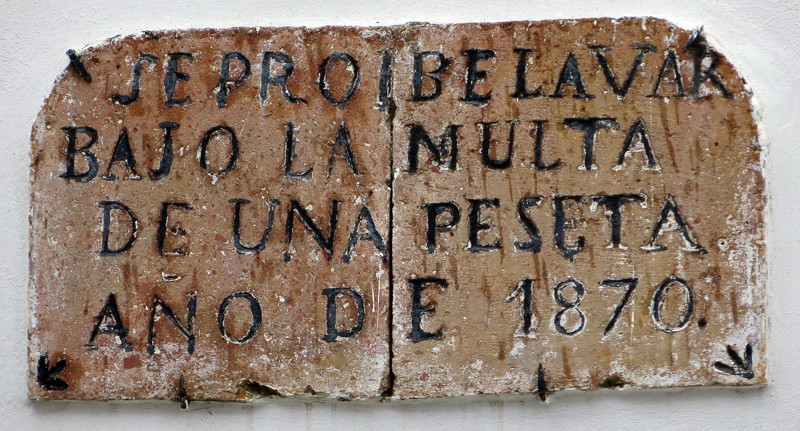 SE PROIBE LAVAR
BAJO LA MULTA
DE UNA PESETA
AÑO DE 1870.